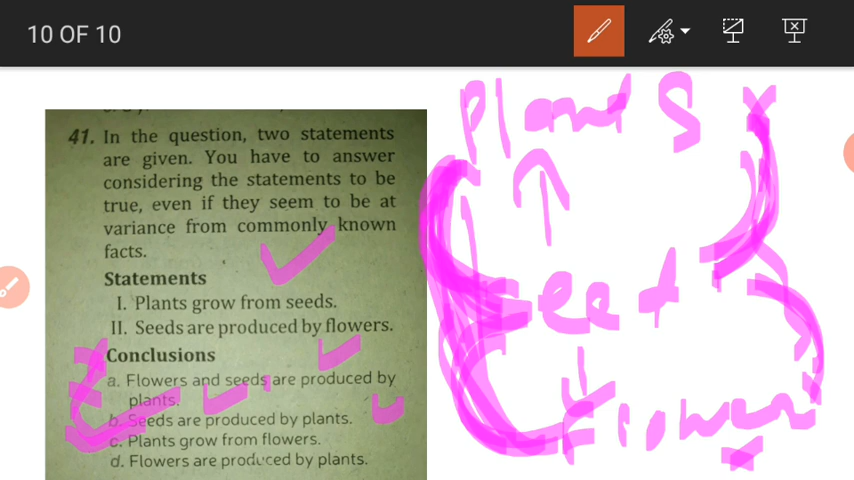 10 OF 10
41. In the question, two statements
are given. You have to answer
considering the statements to be
true, even if they seem to be at
variance from commonly known
facts.
Statements
I. Plants grow from seeds.
II. Seeds are produced by flowers.
Conclusions
a. Flowers and seeds are produced by
plants.
b. Seeds are produced by plants.
c. Plants grow from flowers.
d. Flowers are produced by plants.
Plant S
Seed
flower